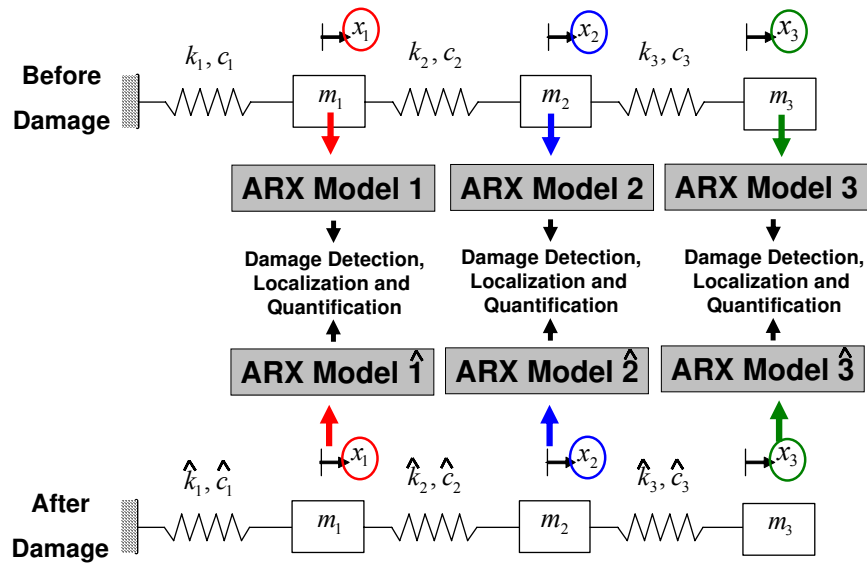 x₁ x₂ x₃
k₁, c₁ k₂, c₂ k₃, c₃
Before
Damage
m₁ m₂ m₃
ARX Model 1 ARX Model 2 ARX Model 3
Damage Detection,
Localization and
Quantification
Damage Detection,
Localization and
Quantification
Damage Detection,
Localization and
Quantification
ARX Model 1̂ ARX Model 2̂ ARX Model 3̂
x₁ x₂ x₃
k̂₁, ĉ₁ k̂₂, ĉ₂ k̂₃, ĉ₃
After
Damage
m₁ m₂ m₃